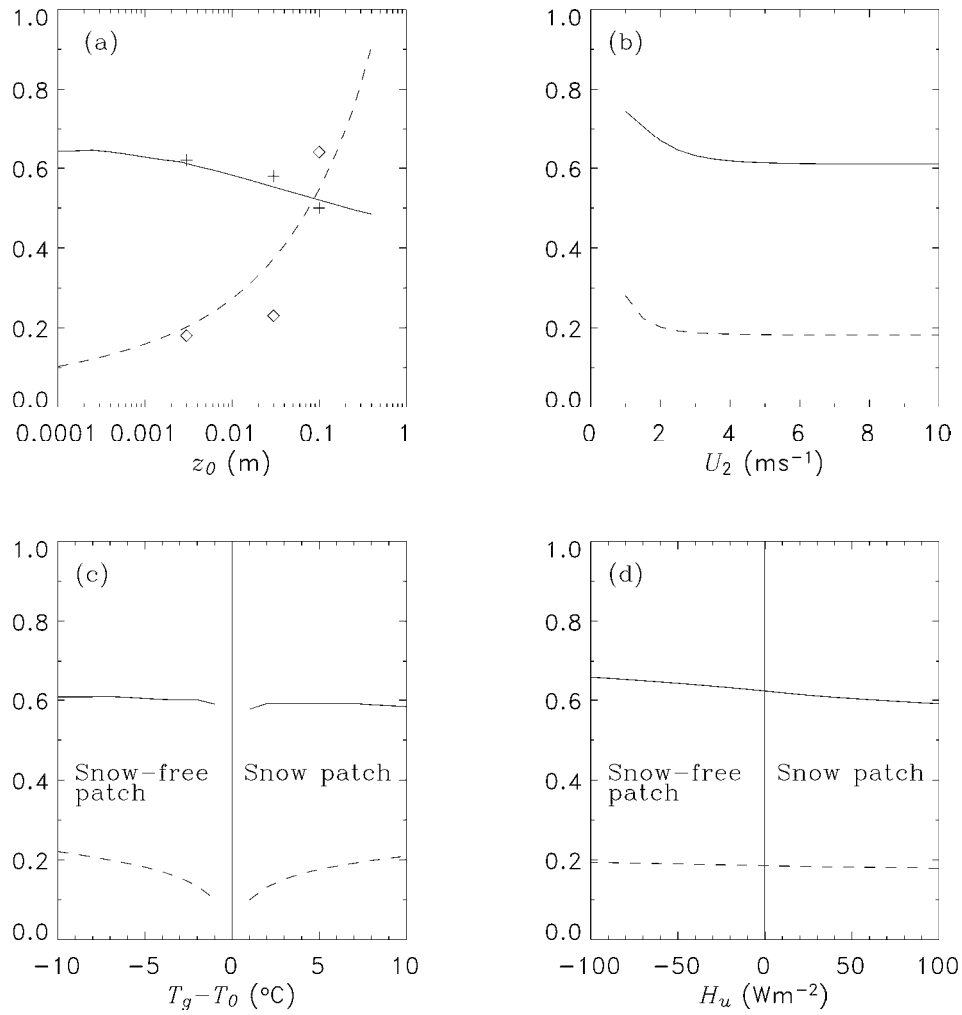 (a)
1.0
0.8
0.6
0.4
0.2
0.0
0.0001 0.001 0.01 0.1 1
z0 (m)
(b)
1.0
0.8
0.6
0.4
0.2
0.0
0 2 4 6 8 10
U2 (ms−1)
(c)
1.0
0.8
0.6
0.4
0.2
0.0
Snow−free
patch
Snow patch
−10 −5 0 5 10
Tg−T0 (°C)
(d)
1.0
0.8
0.6
0.4
0.2
0.0
Snow−free
patch
Snow patch
−100 −50 0 50 100
Hu (Wm−2)